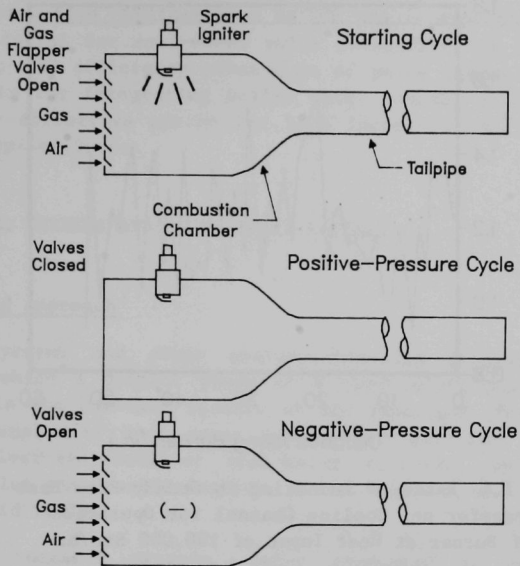 Air and
Gas
Flapper
Valves
Open
Gas
Air
Spark
Igniter
Starting Cycle
Tailpipe
Combustion
Chamber
Valves
Closed
Positive-Pressure Cycle
Valves
Open
Gas
Air
(-)
Negative-Pressure Cycle